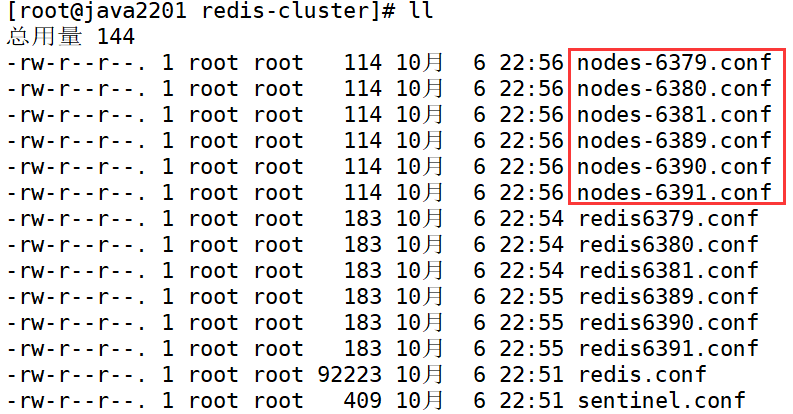 [root@java2201 redis-cluster]# ll
总用量 144
-rw-r--r--. 1 root root   114 10月  6 22:56 nodes-6379.conf
-rw-r--r--. 1 root root   114 10月  6 22:56 nodes-6380.conf
-rw-r--r--. 1 root root   114 10月  6 22:56 nodes-6381.conf
-rw-r--r--. 1 root root   114 10月  6 22:56 nodes-6389.conf
-rw-r--r--. 1 root root   114 10月  6 22:56 nodes-6390.conf
-rw-r--r--. 1 root root   114 10月  6 22:56 nodes-6391.conf
-rw-r--r--. 1 root root   183 10月  6 22:54 redis6379.conf
-rw-r--r--. 1 root root   183 10月  6 22:54 redis6380.conf
-rw-r--r--. 1 root root   183 10月  6 22:54 redis6381.conf
-rw-r--r--. 1 root root   183 10月  6 22:55 redis6389.conf
-rw-r--r--. 1 root root   183 10月  6 22:55 redis6390.conf
-rw-r--r--. 1 root root   183 10月  6 22:55 redis6391.conf
-rw-r--r--. 1 root root 92223 10月  6 22:51 redis.conf
-rw-r--r--. 1 root root   409 10月  6 22:51 sentinel.conf